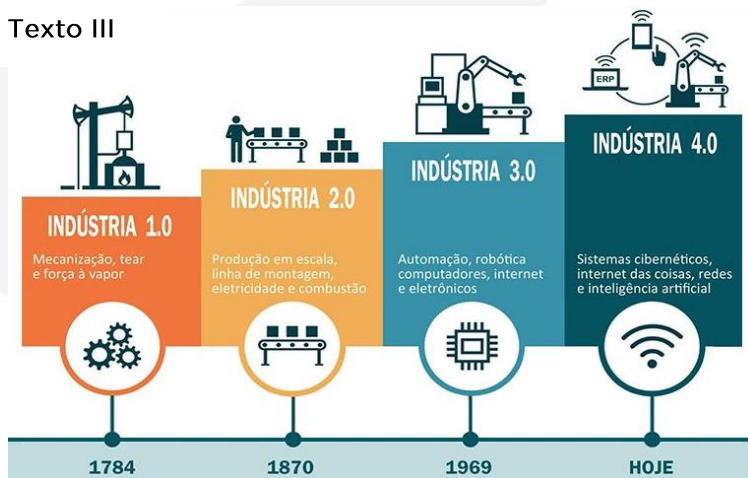 Texto III
ERP
INDÚSTRIA 1.0
Mecanização, tear
e força à vapor
INDÚSTRIA 2.0
Produção em escala,
linha de montagem,
eletricidade e combustão
INDÚSTRIA 3.0
Automação, robótica
computadores, internet
e eletrônicos
INDÚSTRIA 4.0
Sistemas cibernéticos,
internet das coisas, redes
e inteligência artificial
1784
1870
1969
HOJE